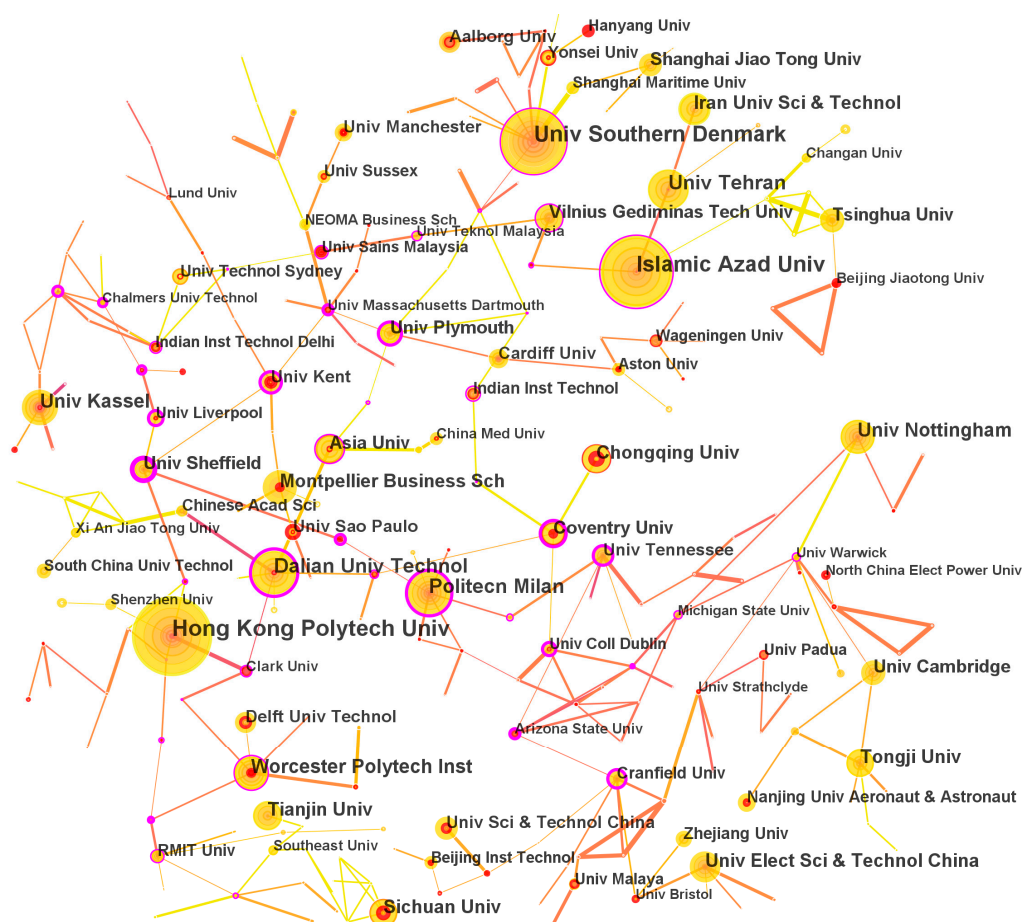 Hanyang Univ
Aalborg Univ
Yonsei Univ
Shanghai Jiao Tong Univ
Shanghai Maritime Univ
Iran Univ Sci & Technol
Univ Manchester
Univ Southern Denmark
Changan Univ
Univ Sussex
Univ Tehran
Lund Univ
NEOMA Business Sch
Vilnius Gediminas Tech Univ
Tsinghua Univ
Univ Teknol Malaysia
Univ Sains Malaysia
Islamic Azad Univ
Univ Technol Sydney
Beijing Jiaotong Univ
Chalmers Univ Technol
Univ Massachusetts Dartmouth
Univ Plymouth
Indian Inst Technol Delhi
Wageningen Univ
Cardiff Univ
Aston Univ
Univ Kent
Indian Inst Technol
Univ Kassel
Univ Liverpool
Univ Nottingham
China Med Univ
Asia Univ
Chongqing Univ
Univ Sheffield
Montpellier Business Sch
Chinese Acad Sci
Xi An Jiao Tong Univ
Univ Sao Paulo
Coventry Univ
Univ Tennessee
Univ Warwick
South China Univ Technol
Dalian Univ Technol
North China Elect Power Univ
Politecn Milan
Shenzhen Univ
Michigan State Univ
Hong Kong Polytech Univ
Univ Coll Dublin
Univ Padua
Clark Univ
Univ Cambridge
Univ Strathclyde
Delft Univ Technol
Arizona State Univ
Tongji Univ
Worcester Polytech Inst
Cranfield Univ
Nanjing Univ Aeronaut & Astronaut
Tianjin Univ
Univ Sci & Technol China
Zhejiang Univ
Southeast Univ
RMIT Univ
Beijing Inst Technol
Univ Elect Sci & Technol China
Univ Malaya
Univ Bristol
Sichuan Univ